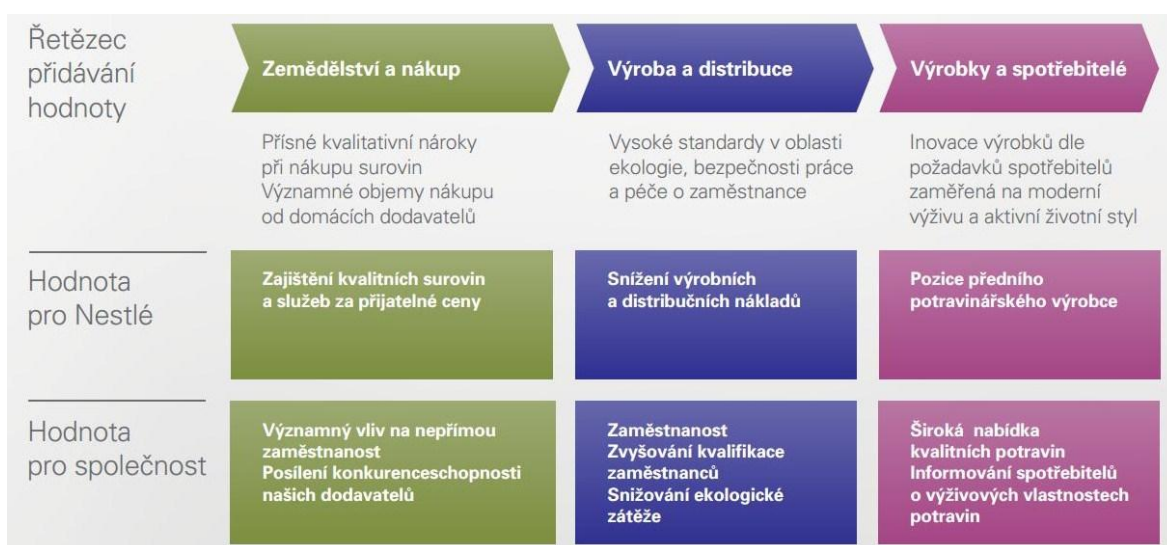 Řetězec
přidávání
hodnoty
Zemědělství a nákup
Výroba a distribuce
Výrobky a spotřebitelé
Přísné kvalitativní nároky
při nákupu surovin
Významné objemy nákupu
od domácích dodavatelů
Vysoké standardy v oblasti
ekologie, bezpečnosti práce
a péče o zaměstnance
Inovace výrobků dle
požadavků spotřebitelů
zaměřená na moderní
výživu a aktivní životní styl
Hodnota
pro Nestlé
Zajištění kvalitních surovin
a služeb za přijatelné ceny
Snížení výrobních
a distribučních nákladů
Pozice předního
potravinářského výrobce
Hodnota
pro společnost
Významný vliv na nepřímou
zaměstnanost
Posílení konkurenceschopnosti
našich dodavatelů
Zaměstnanost
Zvyšování kvalifikace
zaměstnanců
Snižování ekologické
zátěže
Široká nabídka
kvalitních potravin
Informování spotřebitelů
o výživových vlastnostech
potravin